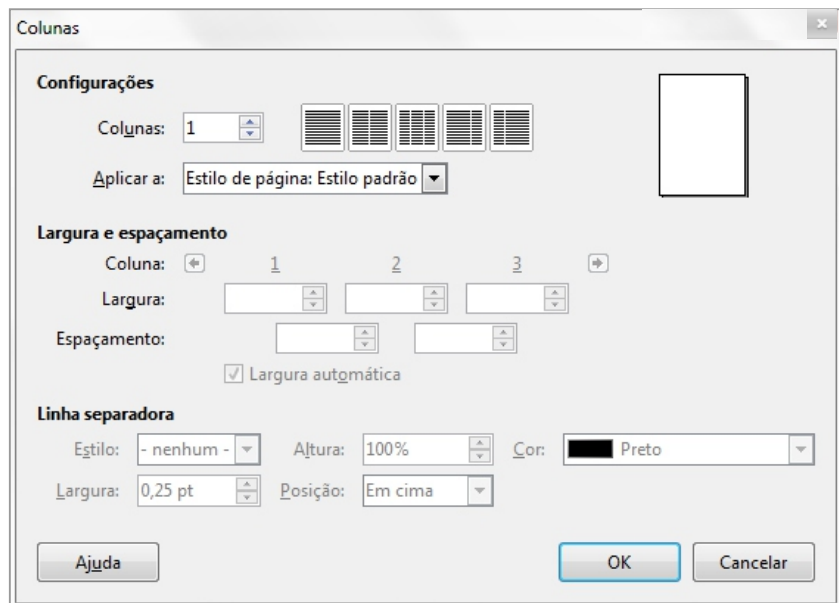 Colunas
Configurações
Colunas: 1
Aplicar a: Estilo de página: Estilo padrão
Largura e espaçamento
Coluna: 1 2 3
Largura:
Espaçamento:
Largura automática
Linha separadora
Estilo: - nenhum - Altura: 100% Cor: Preto
Largura: 0,25 pt Posição: Em cima
Ajuda OK Cancelar